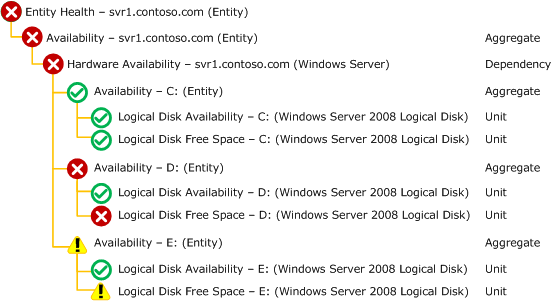 Entity Health – svr1.contoso.com (Entity)
Availability – svr1.contoso.com (Entity) Aggregate
Hardware Availability – svr1.contoso.com (Windows Server) Dependency
Availability – C: (Entity) Aggregate
Logical Disk Availability – C: (Windows Server 2008 Logical Disk) Unit
Logical Disk Free Space – C: (Windows Server 2008 Logical Disk) Unit
Availability – D: (Entity) Aggregate
Logical Disk Availability – D: (Windows Server 2008 Logical Disk) Unit
Logical Disk Free Space – D: (Windows Server 2008 Logical Disk) Unit
Availability – E: (Entity) Aggregate
Logical Disk Availability – E: (Windows Server 2008 Logical Disk) Unit
Logical Disk Free Space – E: (Windows Server 2008 Logical Disk) Unit